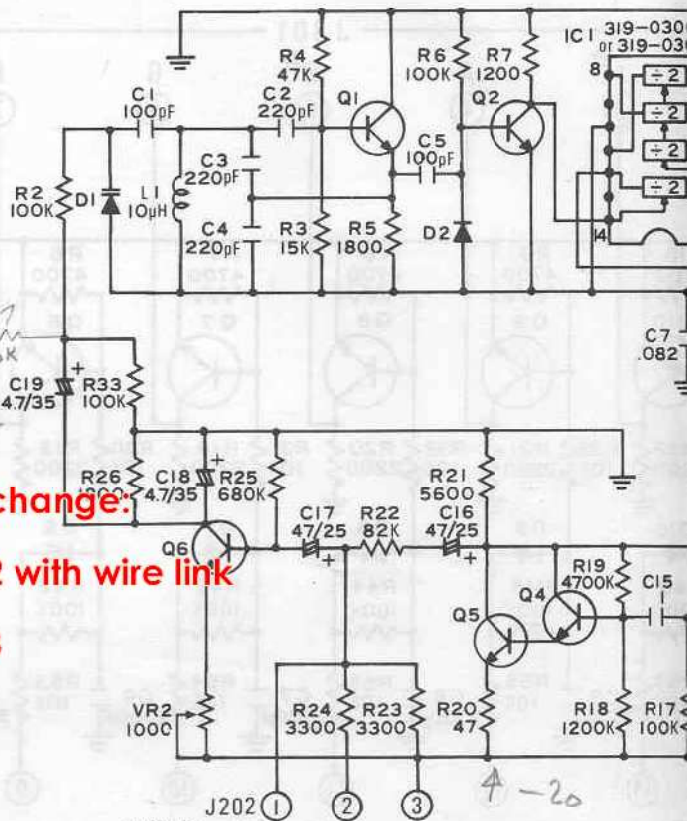 IC1 319-030
or 319-030
R4
47K
R6
100K
R7
1200
8
÷2
÷2
÷2
÷2
C1
100pF
C2
220pF
Q1
Q2
C3
220pF
C5
100pF
R2
100K
D1
L1
10µH
C4
220pF
R3
15K
R5
1800
D2
14
C7
.082
C19
4.7/35
+
R33
100K
R26
C18
4.7/35
+
R25
680K
R21
5600
change:
C17
47/25
+
R22
82K
C16
47/25
+
Q6
2 with wire link
R19
4700K
C15
1
Q4
Q5
VR2
1000
R24
3300
R23
3300
R20
47
R18
1200K
R17
100K
J202 1 2 3
4-20